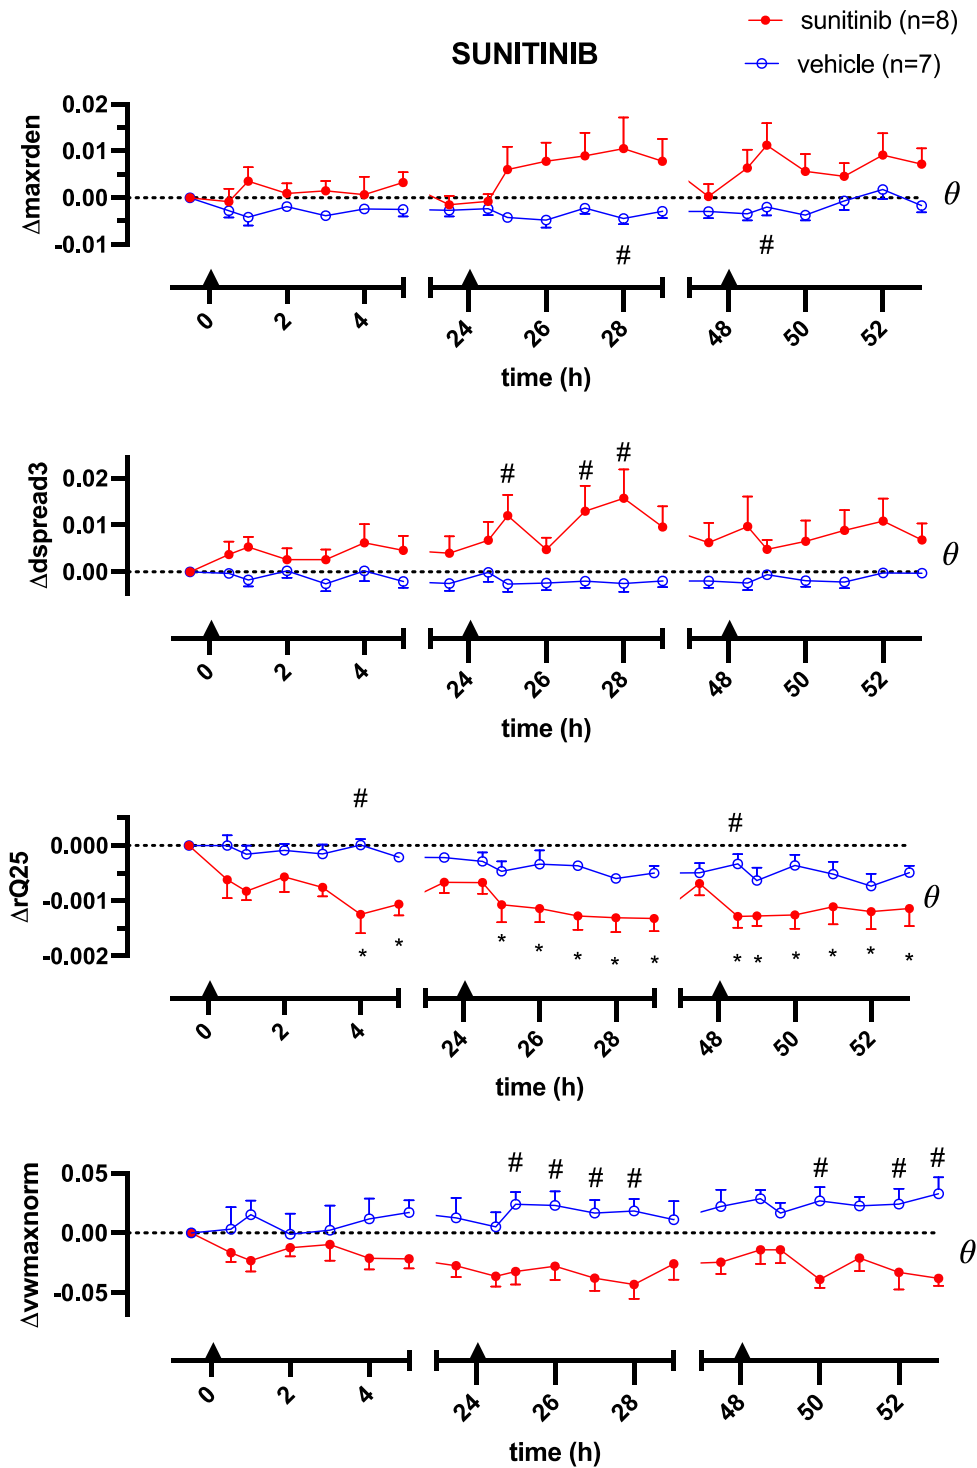 sunitinib (n=8)
SUNITINIB
vehicle (n=7)
Δmaxrden
0.02
0.01
0.00
-0.01
θ
#
#
0 2 4 24 26 28 48 50 52
time (h)
Δdspread3
0.02
0.01
0.00
# # #
θ
0 2 4 24 26 28 48 50 52
time (h)
ΔrQ25
# #
0.000
-0.001
-0.002
θ
* * * * * * * * * * * * *
0 2 4 24 26 28 48 50 52
time (h)
Δvwmaxnorm
# # # # # # #
0.05
0.00
-0.05
θ
0 2 4 24 26 28 48 50 52
time (h)